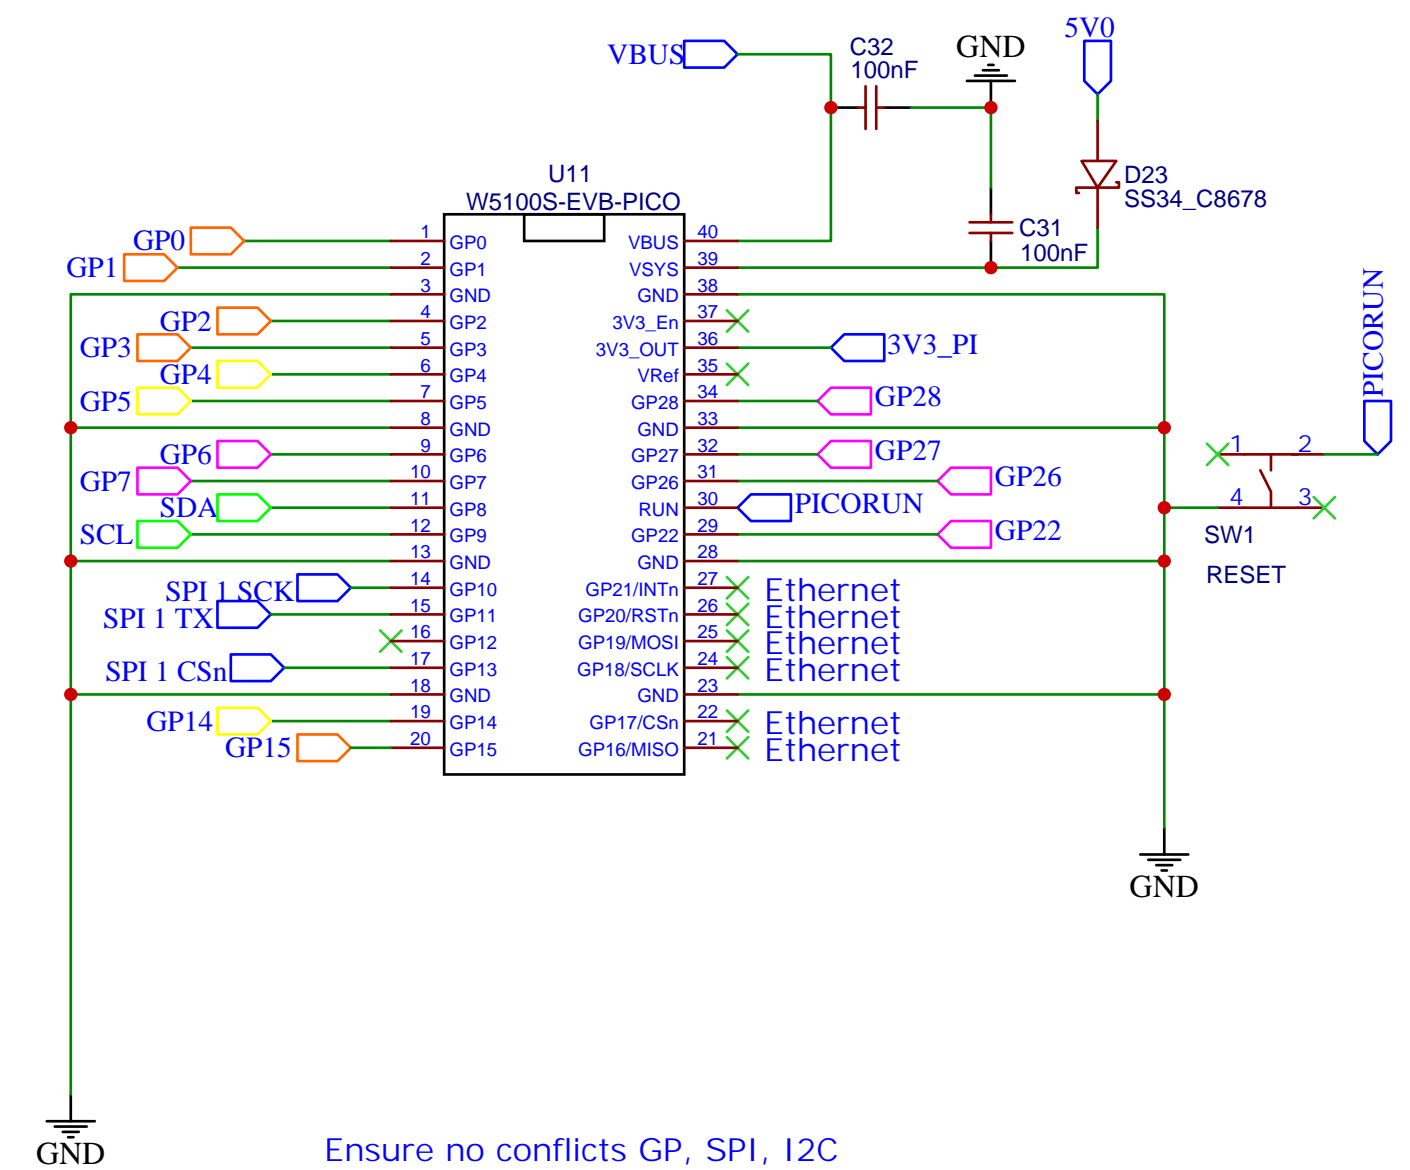 5V0
VBUS
C32
GND
100nF
U11
W5100S-EVB-PICO
D23
SS34_C8678
C31
100nF
GP0 1 GP0 VBUS 40
GP1 2 GP1 VSYS 39
3 GND GND 38
GP2 4 GP2 3V3_En 37
GP3 5 GP3 3V3_OUT 36 3V3_PI
GP4 6 GP4 VRef 35
GP5 7 GP5 GP28 34 GP28
8 GND GND 33
GP6 9 GP6 GP27 32 GP27
GP7 10 GP7 GP26 31 GP26
SDA 11 GP8 RUN 30 PICORUN
SCL 12 GP9 GP22 29 GP22
13 GND GND 28
SPI 1 SCK 14 GP10 GP21/INTn 27 Ethernet
SPI 1 TX 15 GP11 GP20/RSTn 26 Ethernet
16 GP12 GP19/MOSI 25 Ethernet
SPI 1 CSn 17 GP13 GP18/SCLK 24 Ethernet
18 GND GND 23
GP14 19 GP14 GP17/CSn 22 Ethernet
GP15 20 GP15 GP16/MISO 21 Ethernet
PICORUN
1 2
4 3
SW1
RESET
GND
GND
Ensure no conflicts GP, SPI, I2C